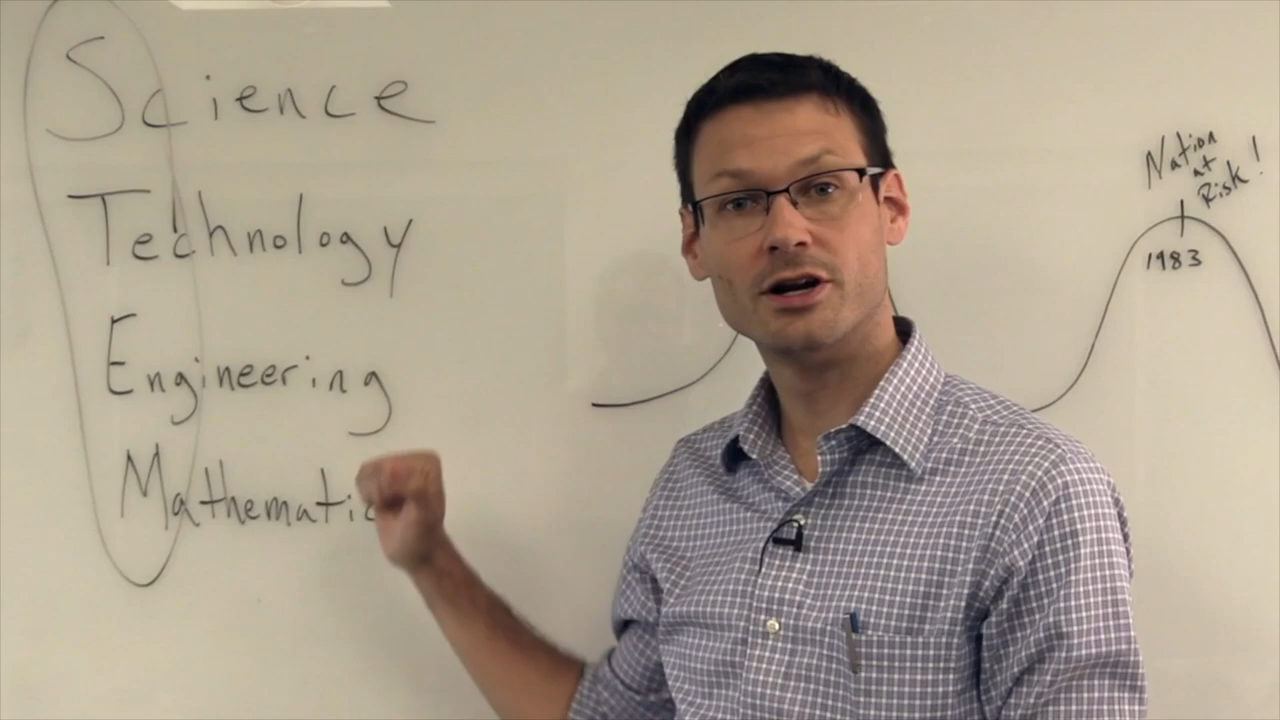 Science
Technology
Engineering
Mathematic
Nation
at
Risk!
1983